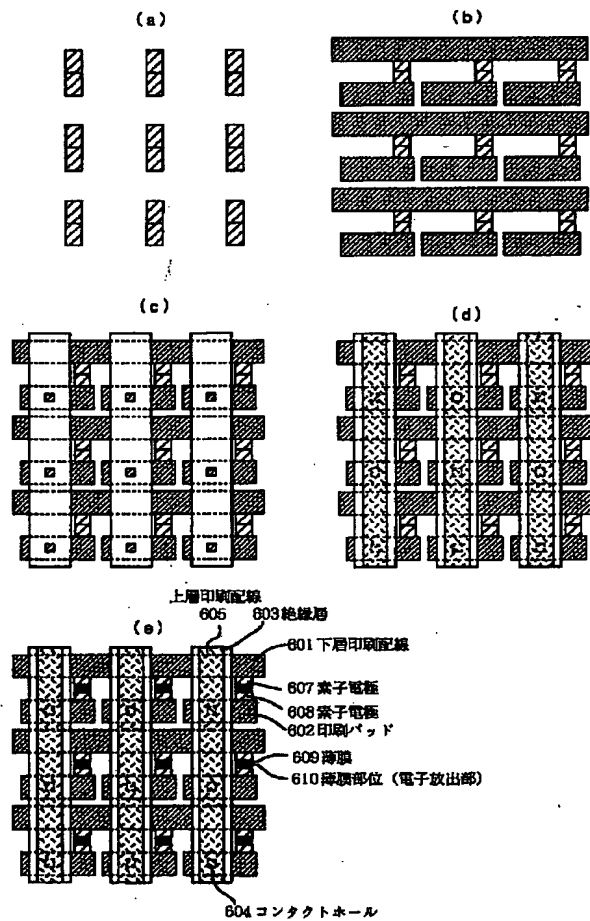 (a)
(b)
(c)
(d)
(e)
上層印刷配線
605
603絶縁層
601下層印刷配線
607素子電極
608素子電極
602印刷パッド
609薄膜
610薄膜部位(電子放出部)
604コンタクトホール